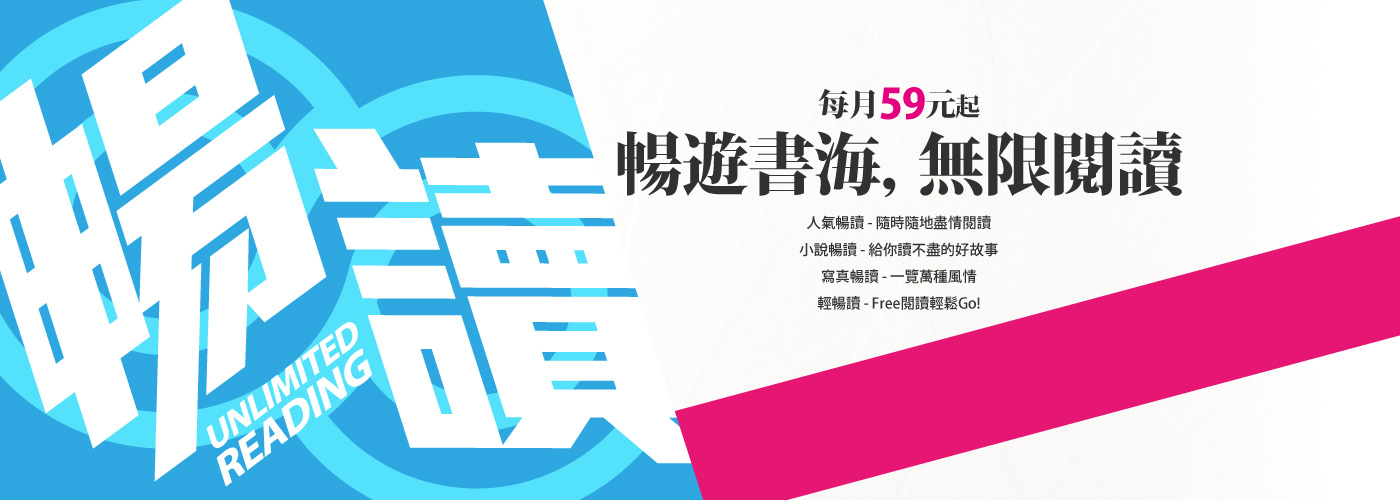 暢讀
UNLIMITED
READING
每月59元起
暢遊書海, 無限閱讀
人氣暢讀 - 隨時隨地盡情閱讀
小說暢讀 - 給你讀不盡的好故事
寫真暢讀 - 一覽萬種風情
輕暢讀 - Free閱讀輕鬆Go!